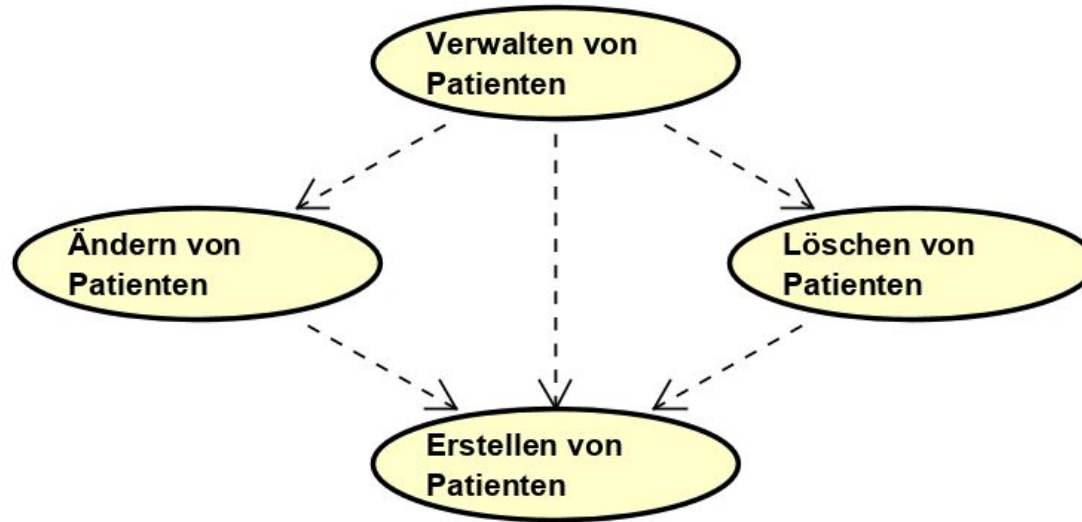 Verwalten von
Patienten
Ändern von
Patienten
Löschen von
Patienten
Erstellen von
Patienten